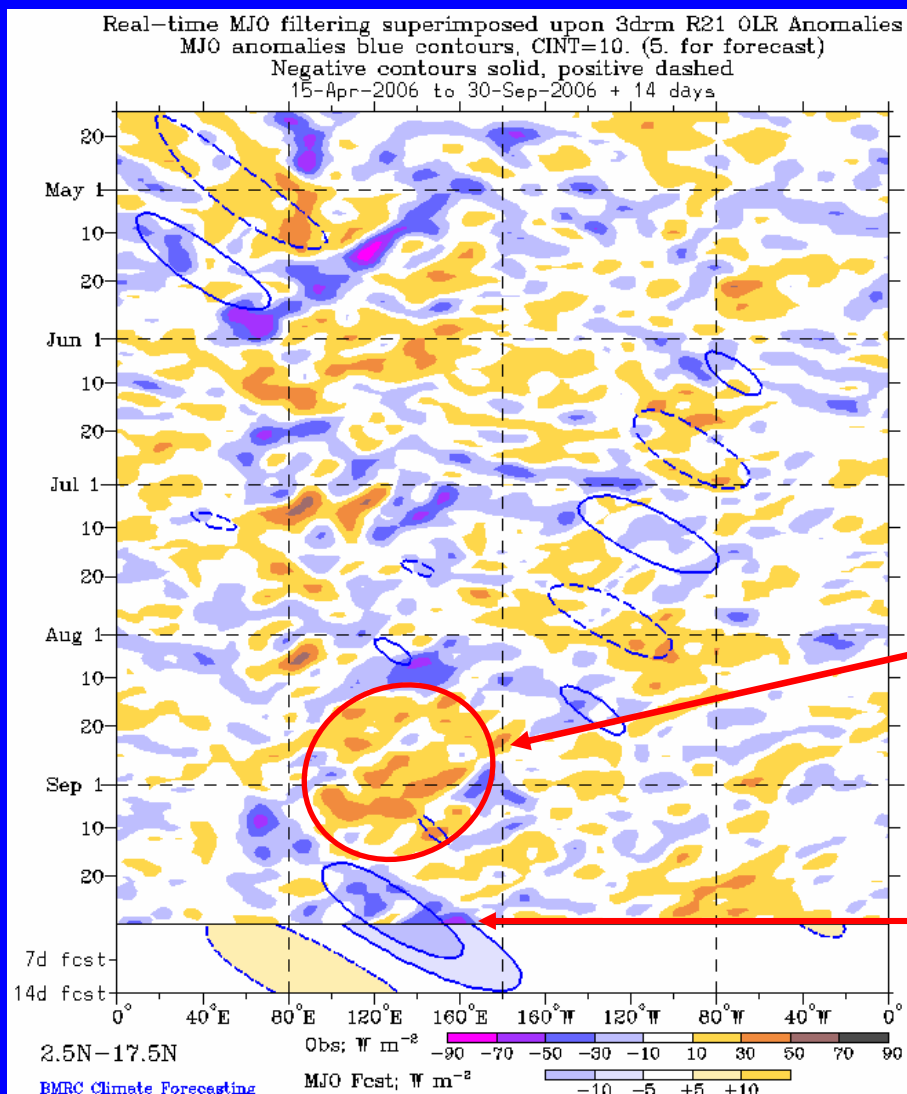 Real-time MJO filtering superimposed upon 3drm R21 OLR Anomalies
MJO anomalies blue contours, CINT=10. (5. for forecast)
Negative contours solid, positive dashed
15-Apr-2006 to 30-Sep-2006 + 14 days
20
May 1
10
20
Jun 1
10
20
Jul 1
10
20
Aug 1
10
20
Sep 1
10
20
7d fcst
14d fcst
0° 40°E 80°E 120°E 160°E 160°W 120°W 80°W 40°W 0°
2.5N-17.5N
Obs; W m⁻² -90 -70 -50 -30 -10 10 30 50 70 90
MJO Fcst; W m⁻² -10 -5 +5 +10
BMRC Climate Forecasting